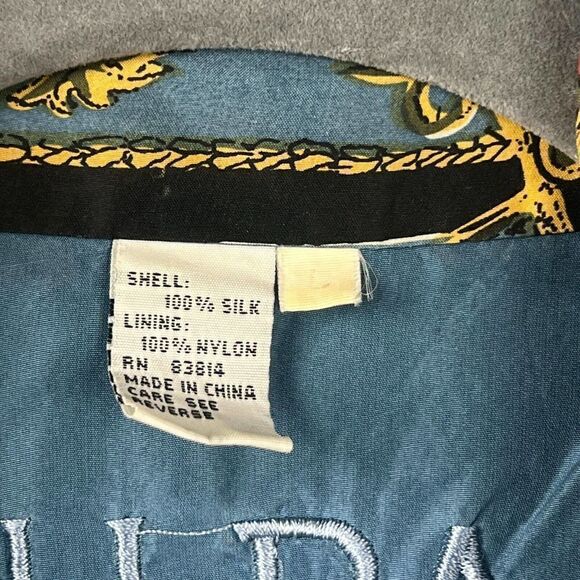 SHELL:
100% SILK
LINING:
100% NYLON
RN 83814
MADE IN CHINA
CARE SEE
REVERSE